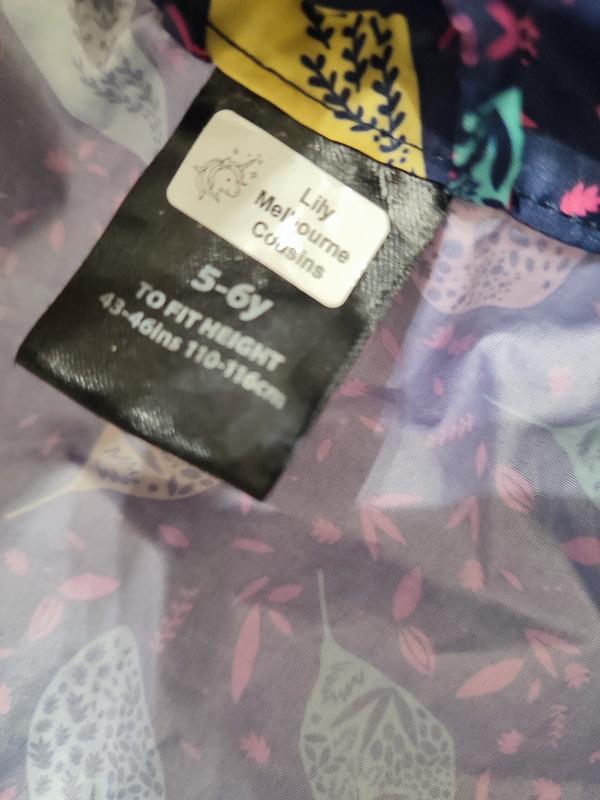 Lily
Melbourne
Cousins
5-6y
TO FIT HEIGHT
43-46ins 110-116cm